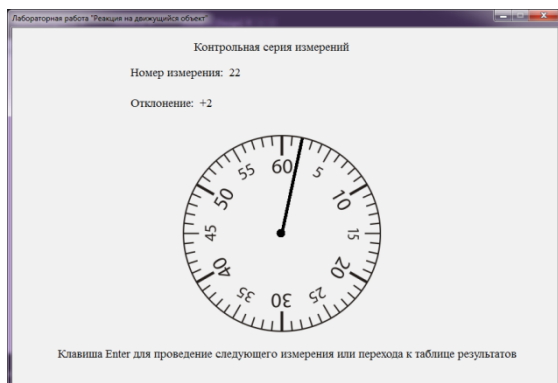 Лабораторная работа "Реакция на движущийся объект"
Контрольная серия измерений
Номер измерения: 22
Отклонение: +2
60
55
5
50
10
45
15
40
20
35
25
30
Клавиша Enter для проведение следующего измерения или перехода к таблице результатов